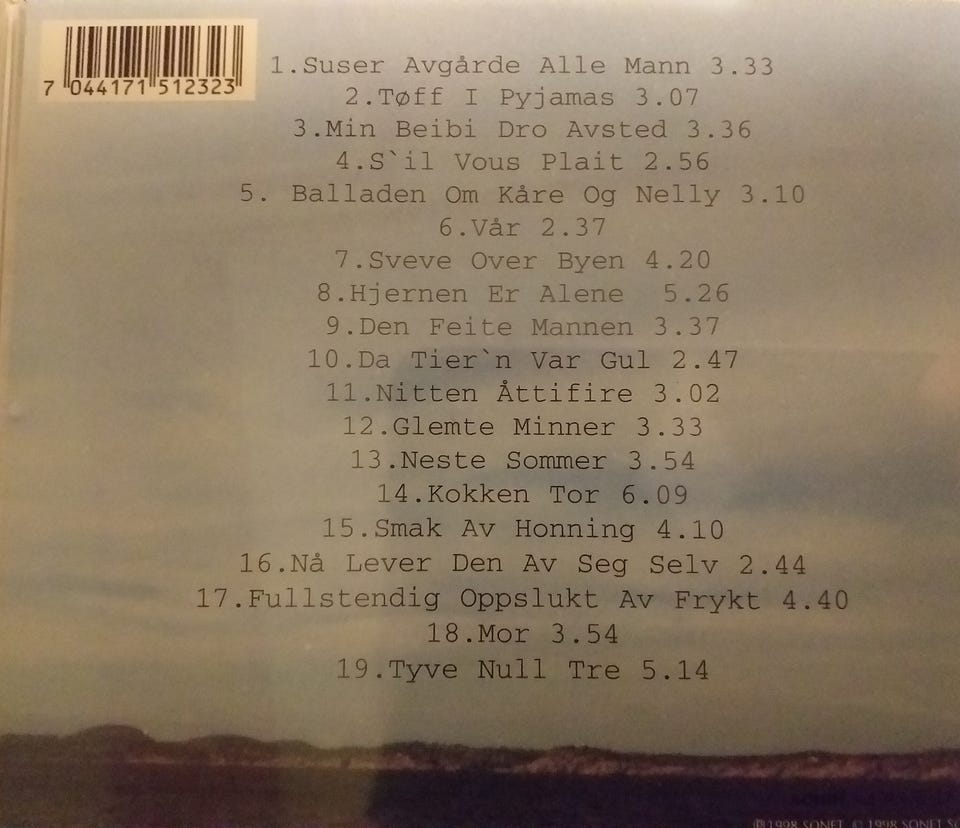 7 044171 512323
1.Suser Avgårde Alle Mann 3.33
2.Tøff I Pyjamas 3.07
3.Min Beibi Dro Avsted 3.36
4.S`il Vous Plait 2.56
5. Balladen Om Kåre Og Nelly 3.10
6.Vår 2.37
7.Sveve Over Byen 4.20
8.Hjernen Er Alene 5.26
9.Den Feite Mannen 3.37
10.Da Tier`n Var Gul 2.47
11.Nitten Åttifire 3.02
12.Glemte Minner 3.33
13.Neste Sommer 3.54
14.Kokken Tor 6.09
15.Smak Av Honning 4.10
16.Nå Lever Den Av Seg Selv 2.44
17.Fullstendig Oppslukt Av Frykt 4.40
18.Mor 3.54
19.Tyve Null Tre 5.14
℗1998 SONET © 1998 SONET